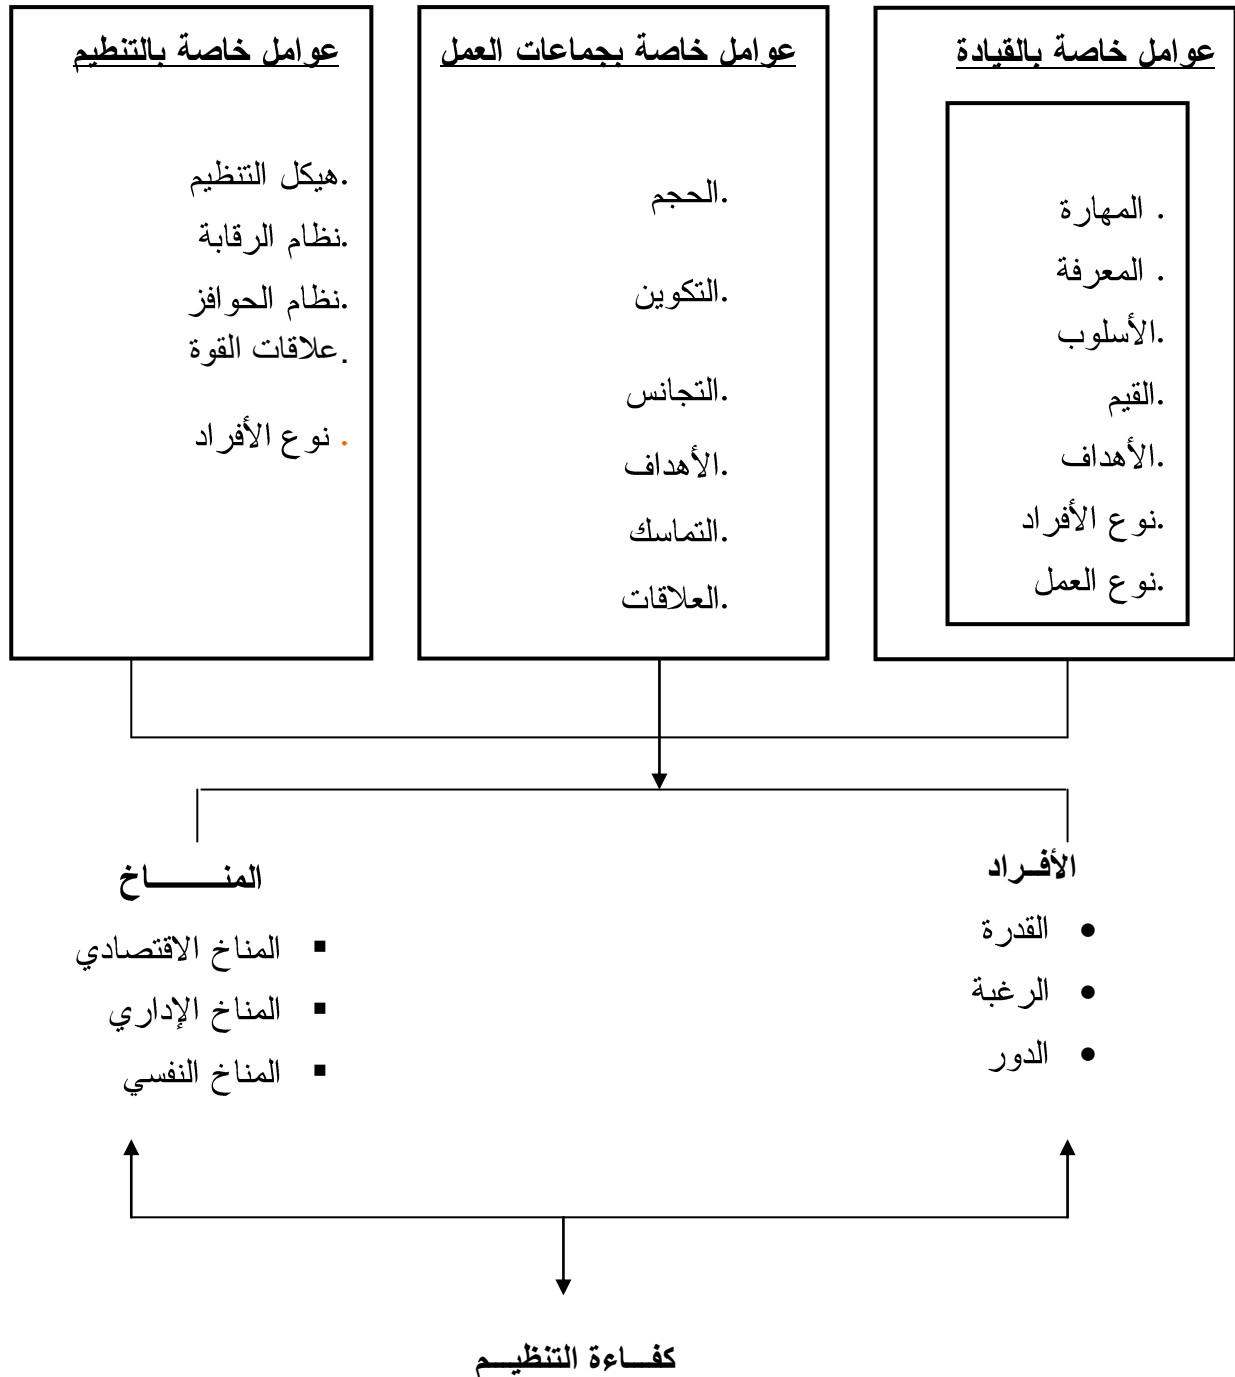 عوامل خاصة بالقيادة
. المهارة
. المعرفة
.الأسلوب
.القيم
.الأهداف
.نوع الأفراد
.نوع العمل
عوامل خاصة بجماعات العمل
.الحجم
.التكوين
.التجانس
.الأهداف
.التماسك
.العلاقات
عوامل خاصة بالتنظيم
.هيكل التنظيم
.نظام الرقابة
.نظام الحوافز
.علاقات القوة
. نوع الأفراد
الأفــراد
• القدرة
• الرغبة
• الدور
المنـــــــاخ
▪ المناخ الاقتصادي
▪ المناخ الإداري
▪ المناخ النفسي
كفـــاءة التنظيـــم